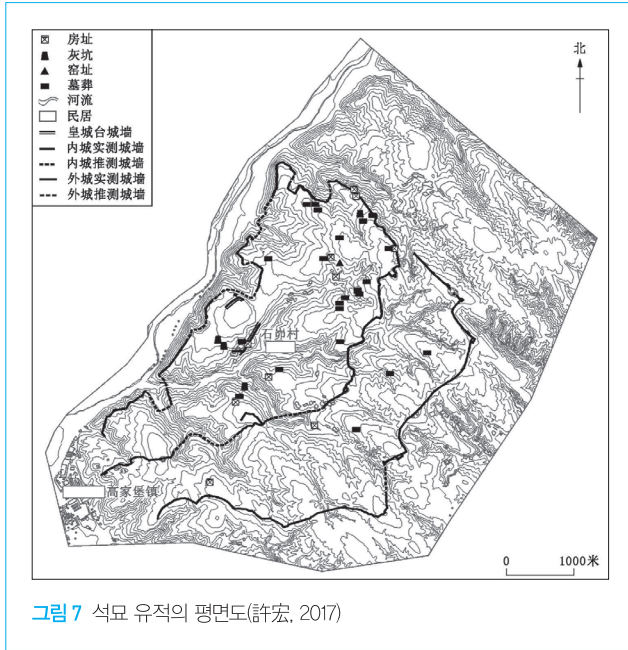 房址
灰坑
窑址
墓葬
河流
民居
皇城台城墙
内城实测城墙
内城推测城墙
外城实测城墙
外城推测城墙
北
石峁村
高家堡镇
0 1000米
그림 7 석묘 유적의 평면도(許宏, 2017)